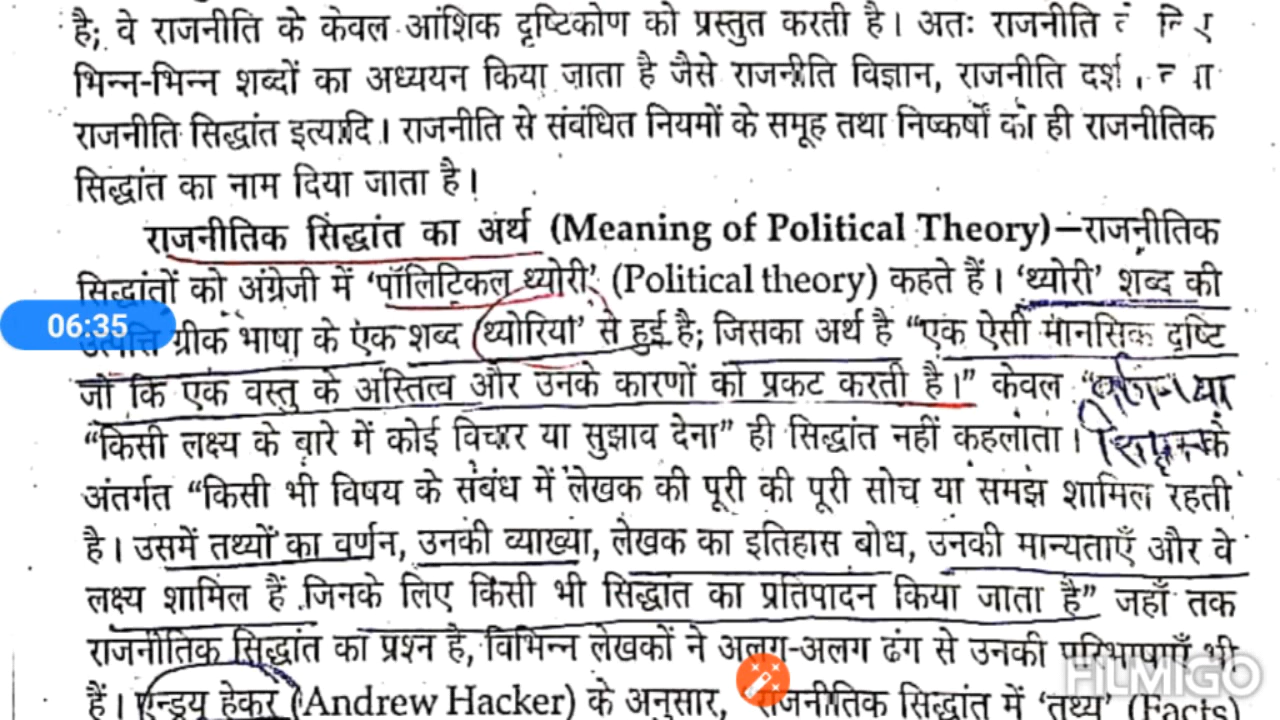 है; वे राजनीति के केवल आंशिक दृष्टिकोण को प्रस्तुत करती है। अतः राजनीति
भिन्न-भिन्न शब्दों का अध्ययन किया जाता है जैसे राजनीति विज्ञान, राजनीति
राजनीति सिद्धांत इत्यादि। राजनीति से संबंधित नियमों के समूह तथा निष्कर्षों को ही राजनीतिक
सिद्धांत का नाम दिया जाता है।
राजनीतिक सिद्धांत का अर्थ (Meaning of Political Theory)–राजनीतिक
सिद्धांतों को अंग्रेजी में ‘पॉलिटिकल थ्योरी’ (Political theory) कहते हैं। ‘थ्योरी’ शब्द की
06:35
उत्पत्ति ग्रीक भाषा के एक शब्द ‘थ्योरिया’ से हुई है; जिसका अर्थ है “एक ऐसी मानसिक दृष्टि
जो कि एक वस्तु के अस्तित्व और उनके कारणों को प्रकट करती है।” केवल “वर्णन या
“किसी लक्ष्य के बारे में कोई विचार या सुझाव देना” ही सिद्धांत नहीं कहलाता। के
अंतर्गत “किसी भी विषय के संबंध में लेखक की पूरी की पूरी सोच या समझ शामिल रहती
है। उसमें तथ्यों का वर्णन, उनकी व्याख्या, लेखक का इतिहास बोध, उनकी मान्यताएँ और वे
लक्ष्य शामिल हैं जिनके लिए किसी भी सिद्धांत का प्रतिपादन किया जाता है” जहाँ तक
राजनीतिक सिद्धांत का प्रश्न है, विभिन्न लेखकों ने अलग-अलग ढंग से उनकी परिभाषाएँ भी
हैं। एन्ड्रयु हेकर (Andrew Hacker) के अनुसार, राजनीतिक सिद्धांत में ‘तथ्य’ (Facts)
FILMIGO